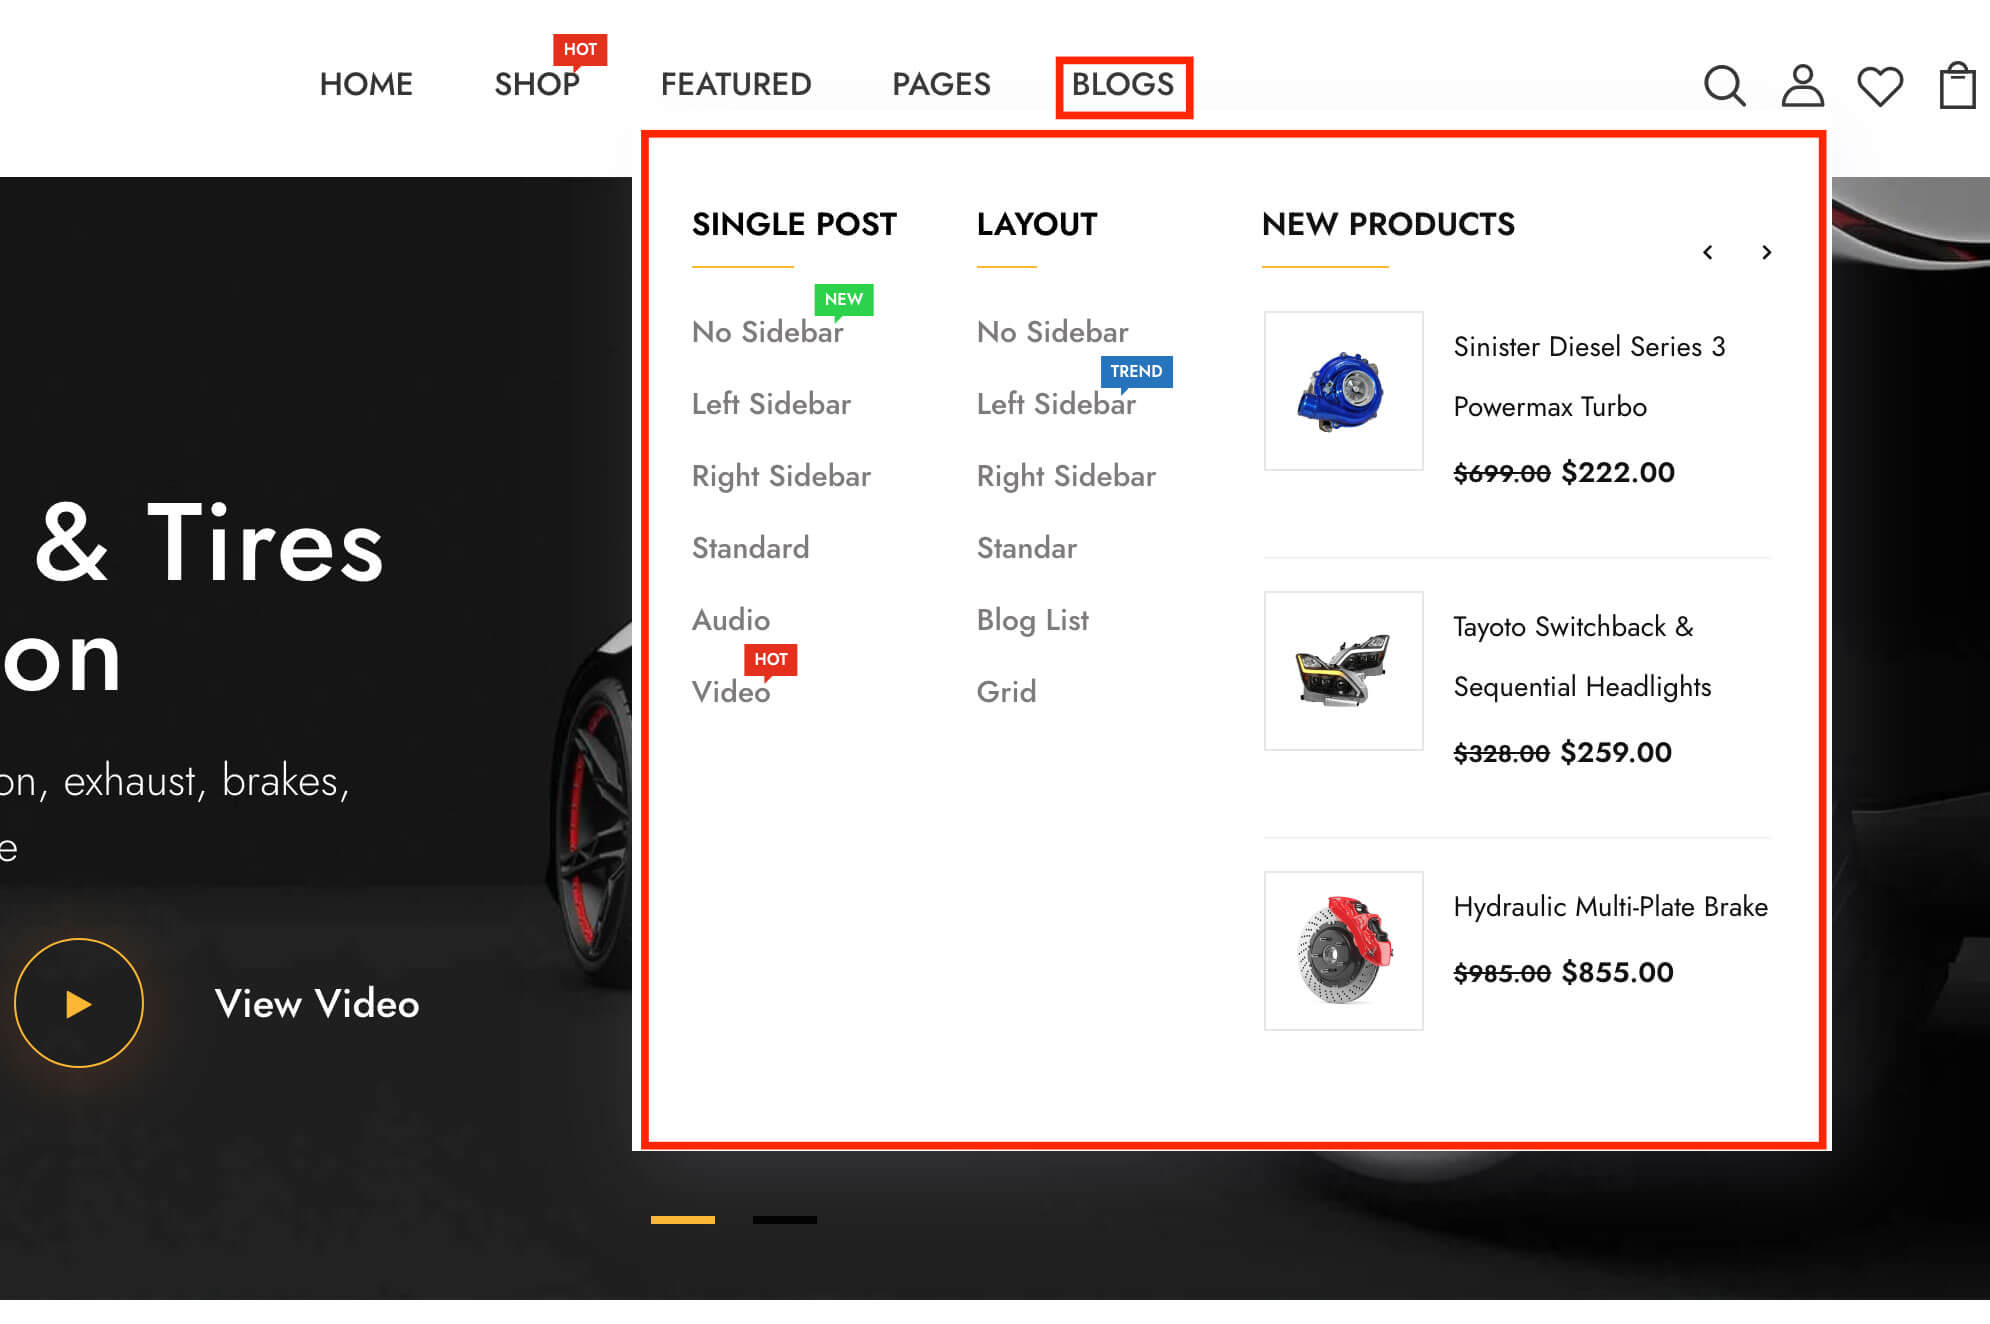 HOT
HOME SHOP FEATURED PAGES BLOGS
SINGLE POST
NEW
No Sidebar
Left Sidebar
Right Sidebar
Standard
Audio
HOT
Video
LAYOUT
No Sidebar
TREND
Left Sidebar
Right Sidebar
Standar
Blog List
Grid
NEW PRODUCTS
Sinister Diesel Series 3
Powermax Turbo
$699.00 $222.00
Tayoto Switchback &
Sequential Headlights
$328.00 $259.00
Hydraulic Multi-Plate Brake
$985.00 $855.00
& Tires
on
on, exhaust, brakes,
e
View Video